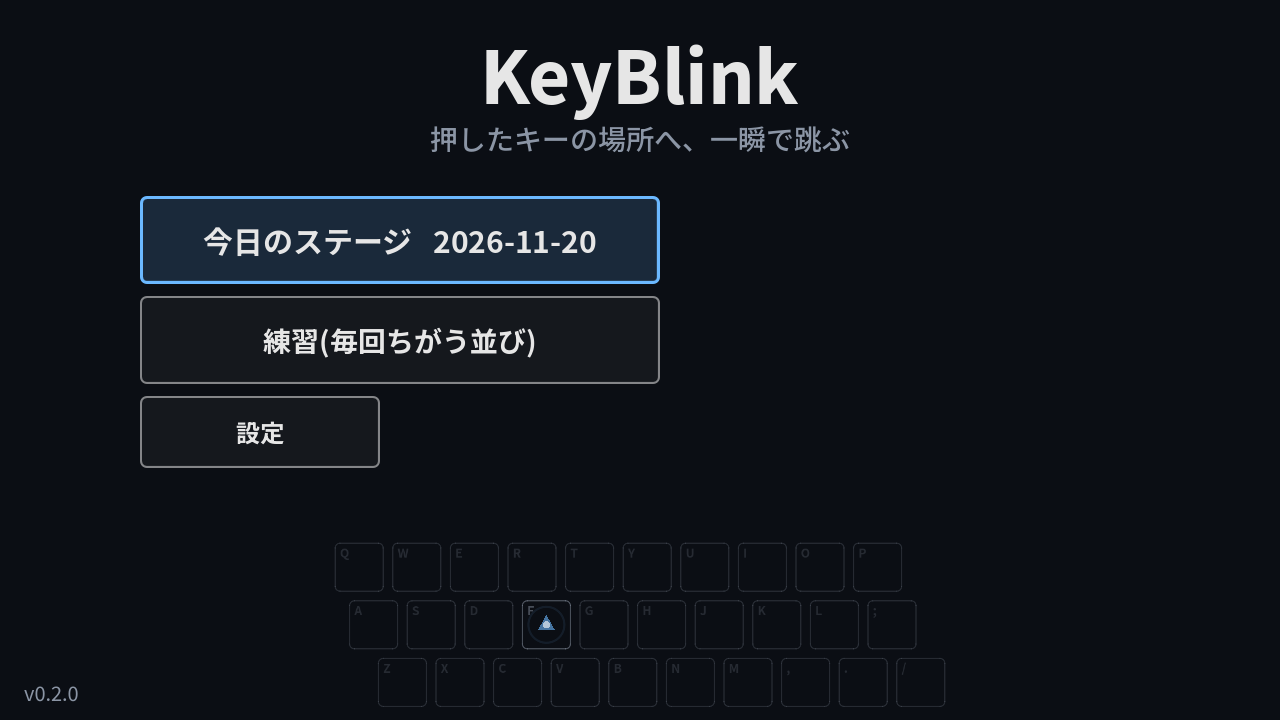 KeyBlink
押したキーの場所へ、一瞬で跳ぶ
今日のステージ 2026-11-20
練習(毎回ちがう並び)
設定
Q W E R T Y U I O P
A S D F G H J K L ;
Z X C V B N M , . /
v0.2.0